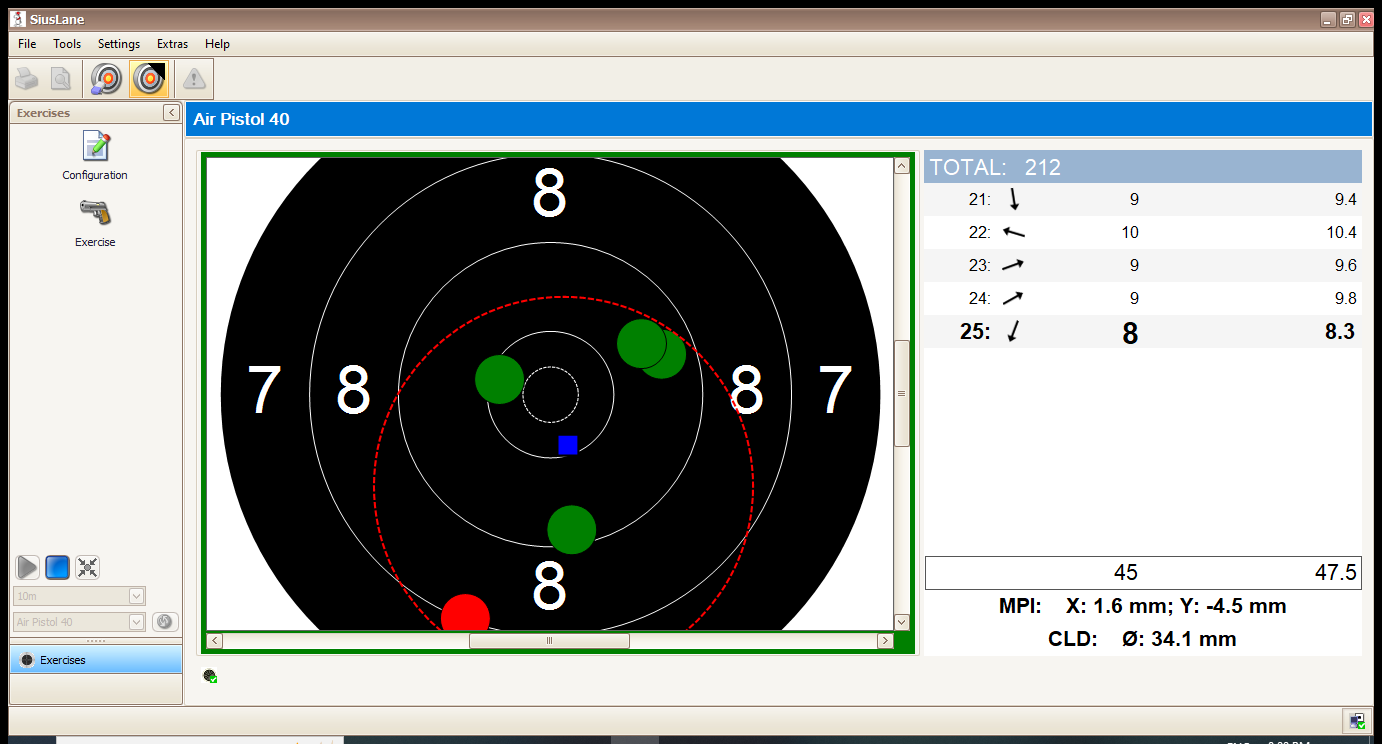 SiusLane
File Tools Settings Extras Help
Exercises
Configuration
Exercise
10m
Air Pistol 40
Exercises
Air Pistol 40
8
7 8 8 7
8
TOTAL: 212
21: 9 9.4
22: 10 10.4
23: 9 9.6
24: 9 9.8
25: 8 8.3
45 47.5
MPI: X: 1.6 mm; Y: -4.5 mm
CLD: Ø: 34.1 mm